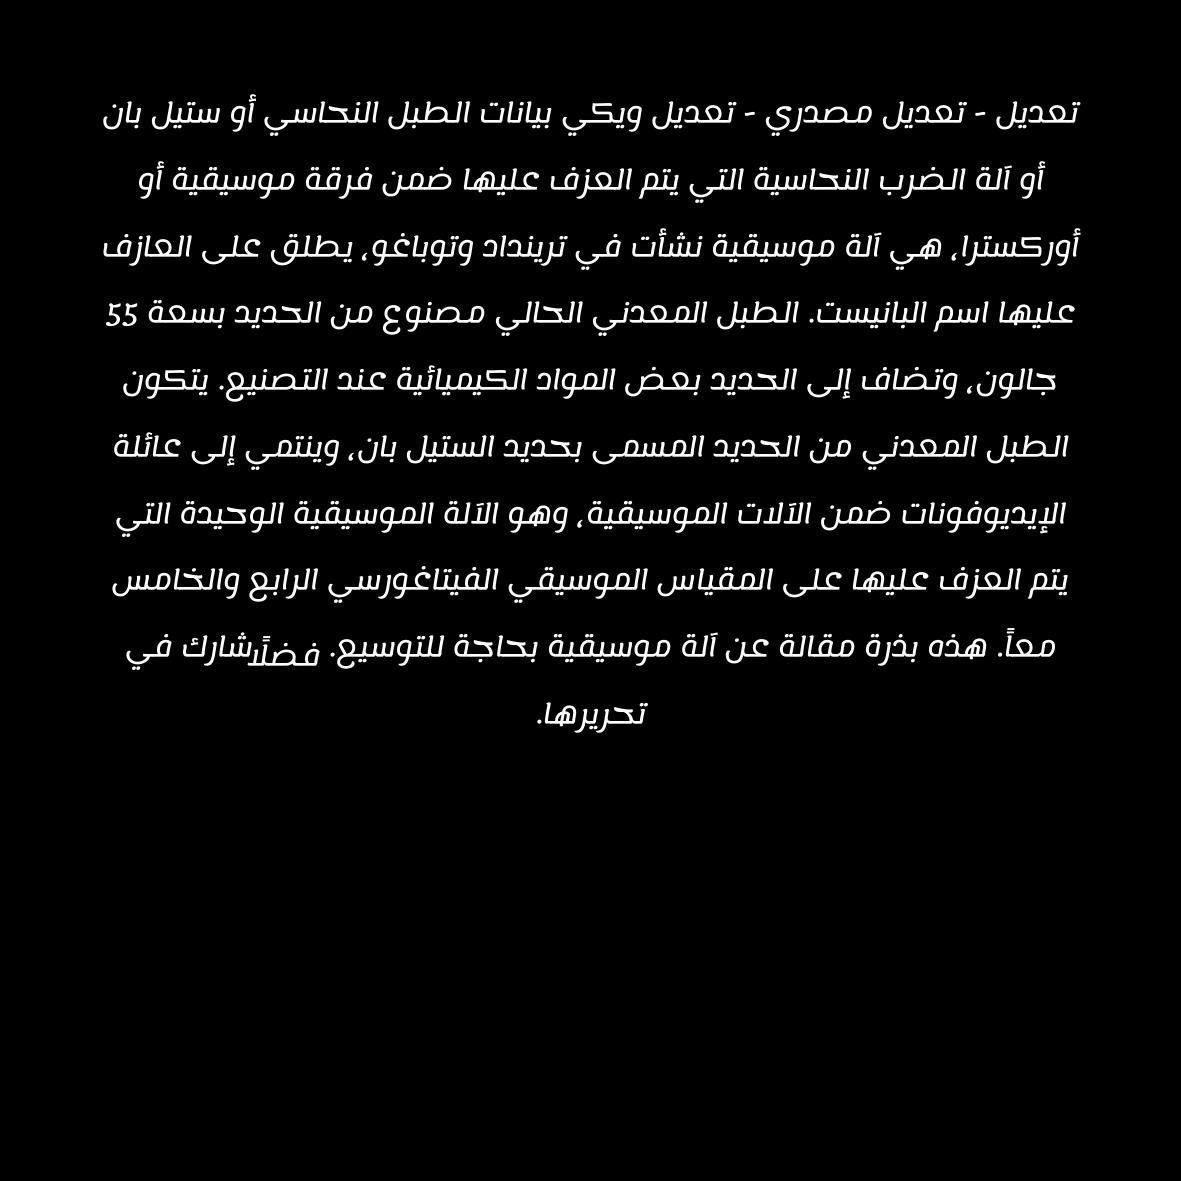 تعديل - تعديل مصدري - تعديل ويكي بيانات الطبل النحاسي أو ستيل بان
أو آلة الضرب النحاسية التي يتم العزف عليها ضمن فرقة موسيقية أو
أوركسترا، هي آلة موسيقية نشأت في ترينداد وتوباغو، يطلق على العازف
عليها اسم البانيست. الطبل المعدني الحالي مصنوع من الحديد بسعة 55
جالون، وتضاف إلى الحديد بعض المواد الكيميائية عند التصنيع. يتكون
الطبل المعدني من الحديد المسمى بحديد الستيل بان، وينتمي إلى عائلة
الإيديوفونات ضمن الآلات الموسيقية، وهو الآلة الموسيقية الوحيدة التي
يتم العزف عليها على المقياس الموسيقي الفيتاغورسي الرابع والخامس
معاً. هذه بذرة مقالة عن آلة موسيقية بحاجة للتوسيع. فضلًا شارك في
تحريرها.